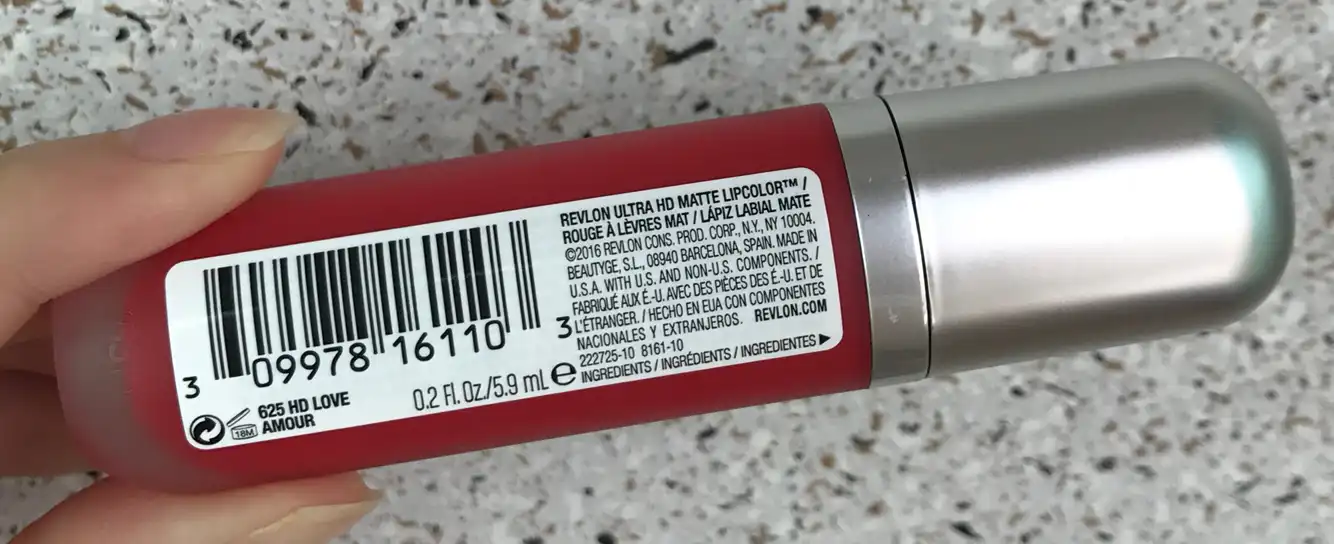 3 09978 16110 3
625 HD LOVE
AMOUR
18M
0.2 Fl. Oz./5.9 mL e
REVLON ULTRA HD MATTE LIPCOLOR™ /
ROUGE À LÈVRES MAT / LÁPIZ LABIAL MATE
©2016 REVLON CONS. PROD. CORP., N.Y., NY 10004.
BEAUTYGE, S.L., 08940 BARCELONA, SPAIN. MADE IN
U.S.A. WITH U.S. AND NON-U.S. COMPONENTS. /
FABRIQUÉ AUX É.-U. AVEC DES PIÈCES DES É.-U. ET DE
L'ÉTRANGER. / HECHO EN EUA CON COMPONENTES
NACIONALES Y EXTRANJEROS. REVLON.COM
222725-10 8161-10
INGREDIENTS / INGRÉDIENTS / INGREDIENTES ▶